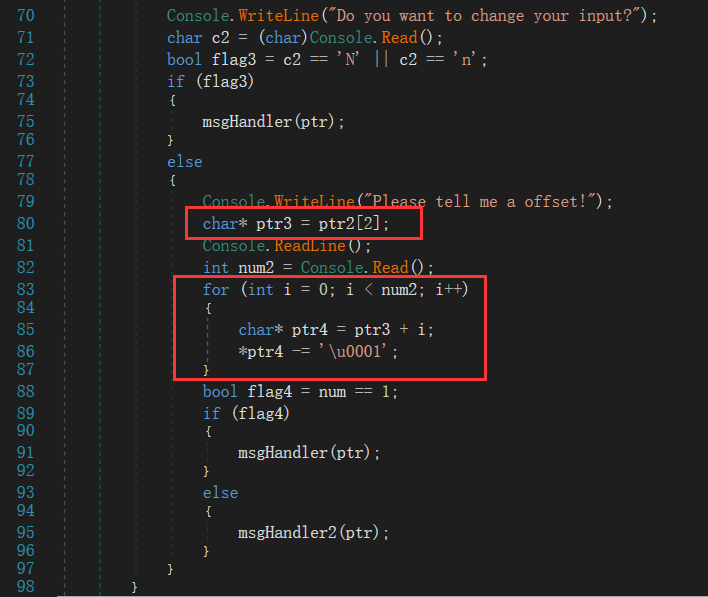 70 Console.WriteLine("Do you want to change your input?");
71 char c2 = (char)Console.Read();
72 bool flag3 = c2 == 'N' || c2 == 'n';
73 if (flag3)
74 {
75 msgHandler(ptr);
76 }
77 else
78 {
79 Console.WriteLine("Please tell me a offset!");
80 char* ptr3 = ptr2[2];
81 Console.ReadLine();
82 int num2 = Console.Read();
83 for (int i = 0; i < num2; i++)
84 {
85 char* ptr4 = ptr3 + i;
86 *ptr4 -= '\u0001';
87 }
88 bool flag4 = num == 1;
89 if (flag4)
90 {
91 msgHandler(ptr);
92 }
93 else
94 {
95 msgHandler2(ptr);
96 }
97 }
98 }